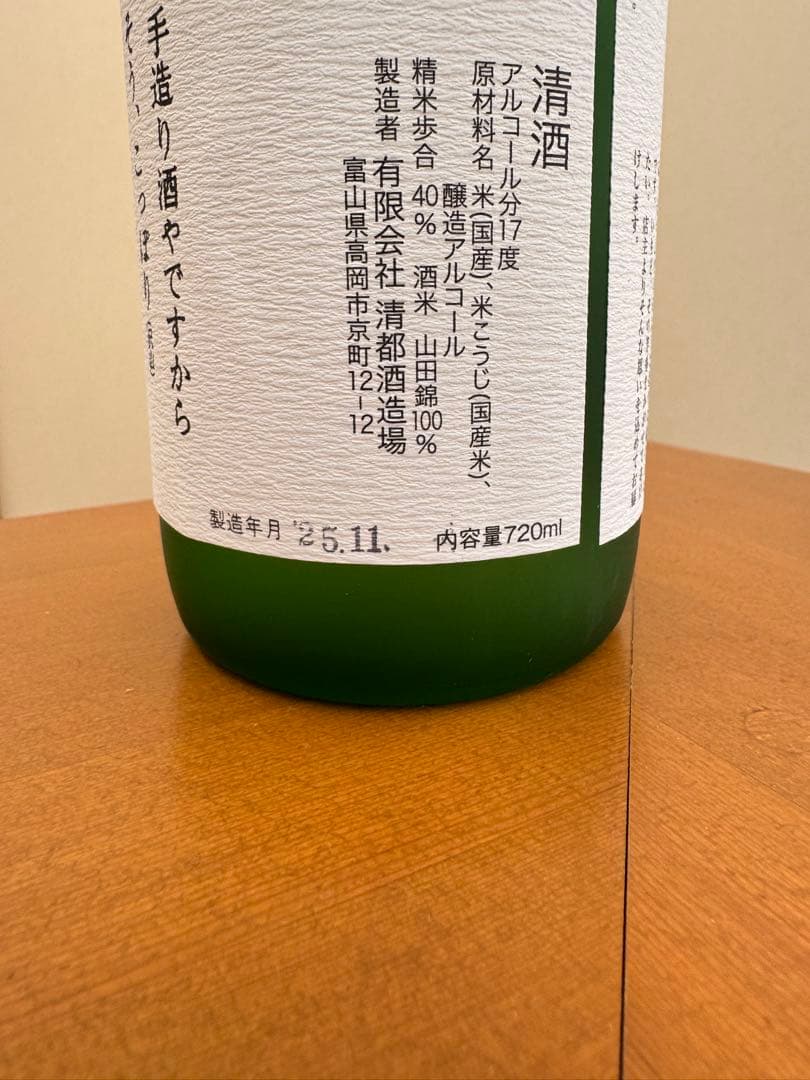 清酒
アルコール分17度
原材料名 米(国産)、米こうじ(国産米)、
醸造アルコール
精米歩合 40% 酒米 山田錦100%
製造者 有限会社 清都酒造場
富山県高岡市京町12-12
手造り酒やですから
製造年月 '25.11.
内容量720ml
けします。